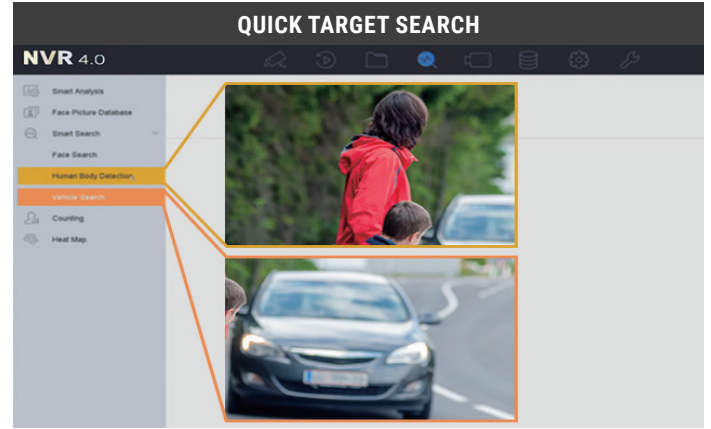 QUICK TARGET SEARCH
NVR 4.0
Smart Analysis
Face Picture Database
Smart Search
Face Search
Human Body Detection
Vehicle Search
Counting
Heat Map